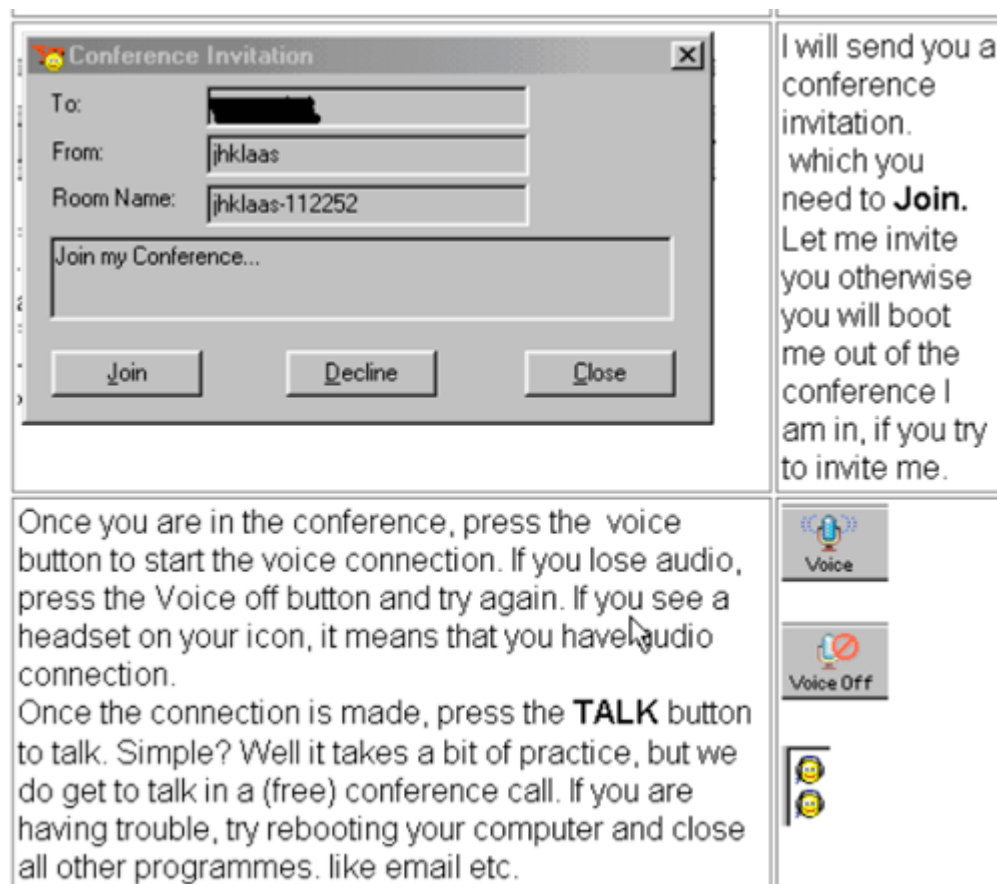 Conference Invitation
To:
From: jhklaas
Room Name: jhklaas-112252
Join my Conference...
Join Decline Close
I will send you a
conference
invitation.
which you
need to Join.
Let me invite
you otherwise
you will boot
me out of the
conference I
am in, if you try
to invite me.
Once you are in the conference, press the voice
button to start the voice connection. If you lose audio,
press the Voice off button and try again. If you see a
headset on your icon, it means that you have audio
connection.
Once the connection is made, press the TALK button
to talk. Simple? Well it takes a bit of practice, but we
do get to talk in a (free) conference call. If you are
having trouble, try rebooting your computer and close
all other programmes. like email etc.
Voice
Voice Off